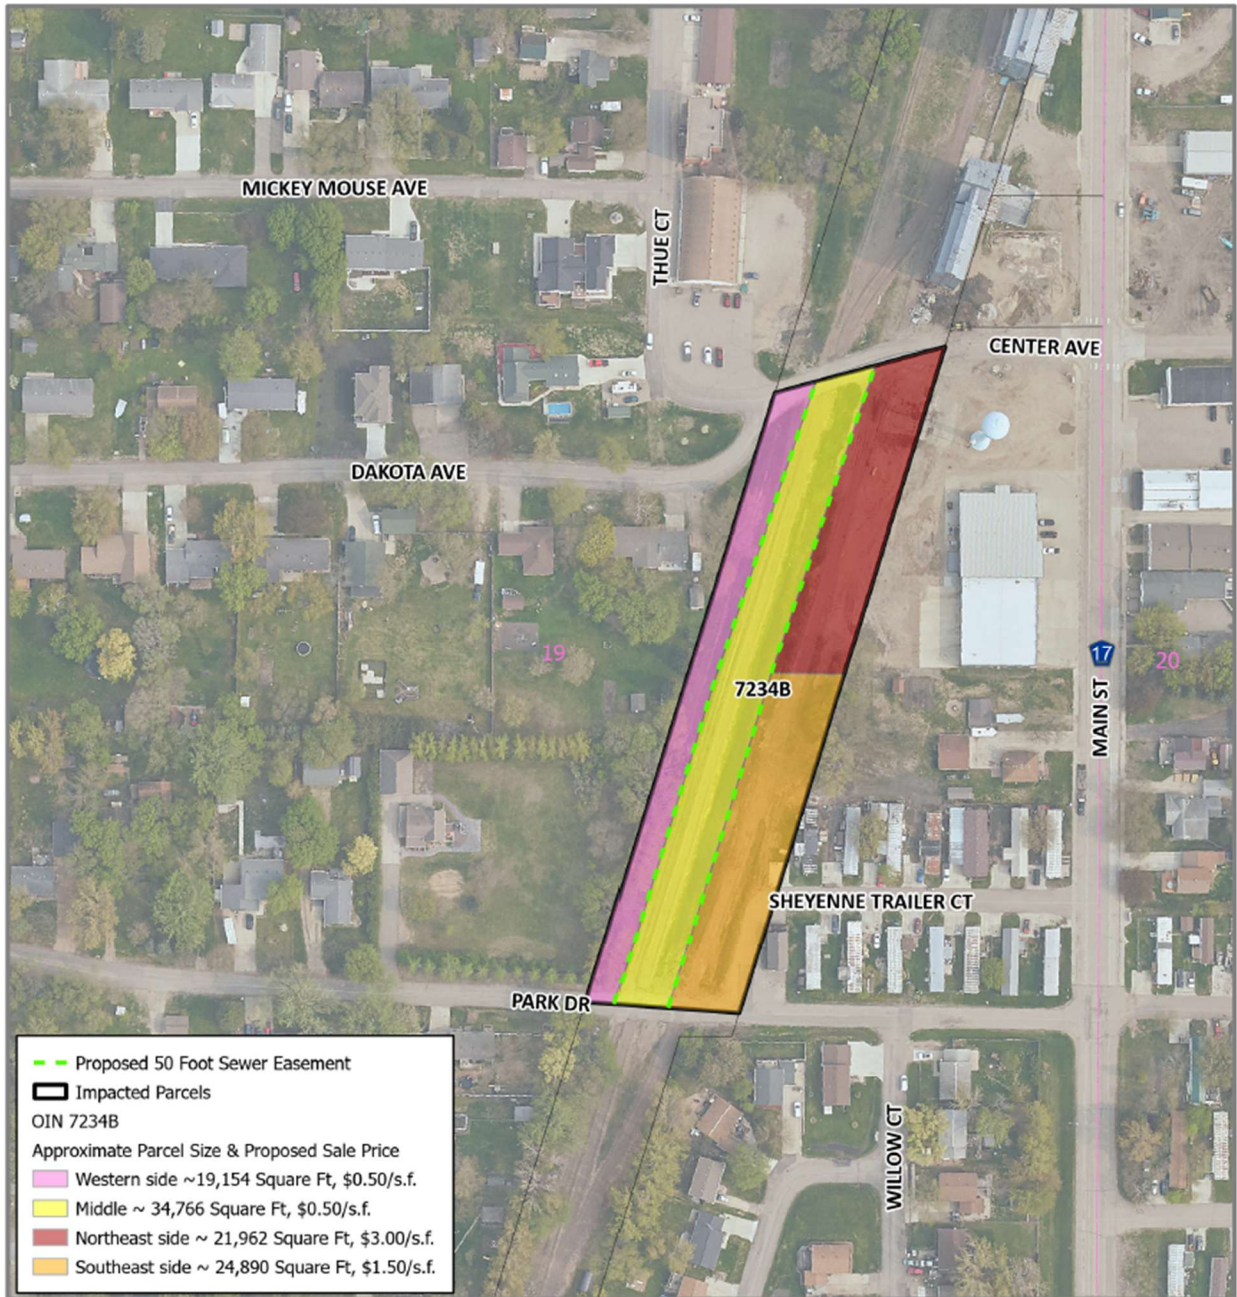 MICKEY MOUSE AVE
THUE CT
CENTER AVE
DAKOTA AVE
19
17
20
7234B
MAIN ST
SHEYENNE TRAILER CT
PARK DR
WILLOW CT
Proposed 50 Foot Sewer Easement
Impacted Parcels
OIN 7234B
Approximate Parcel Size & Proposed Sale Price
Western side ~19,154 Square Ft, $0.50/s.f.
Middle ~ 34,766 Square Ft, $0.50/s.f.
Northeast side ~ 21,962 Square Ft, $3.00/s.f.
Southeast side ~ 24,890 Square Ft, $1.50/s.f.